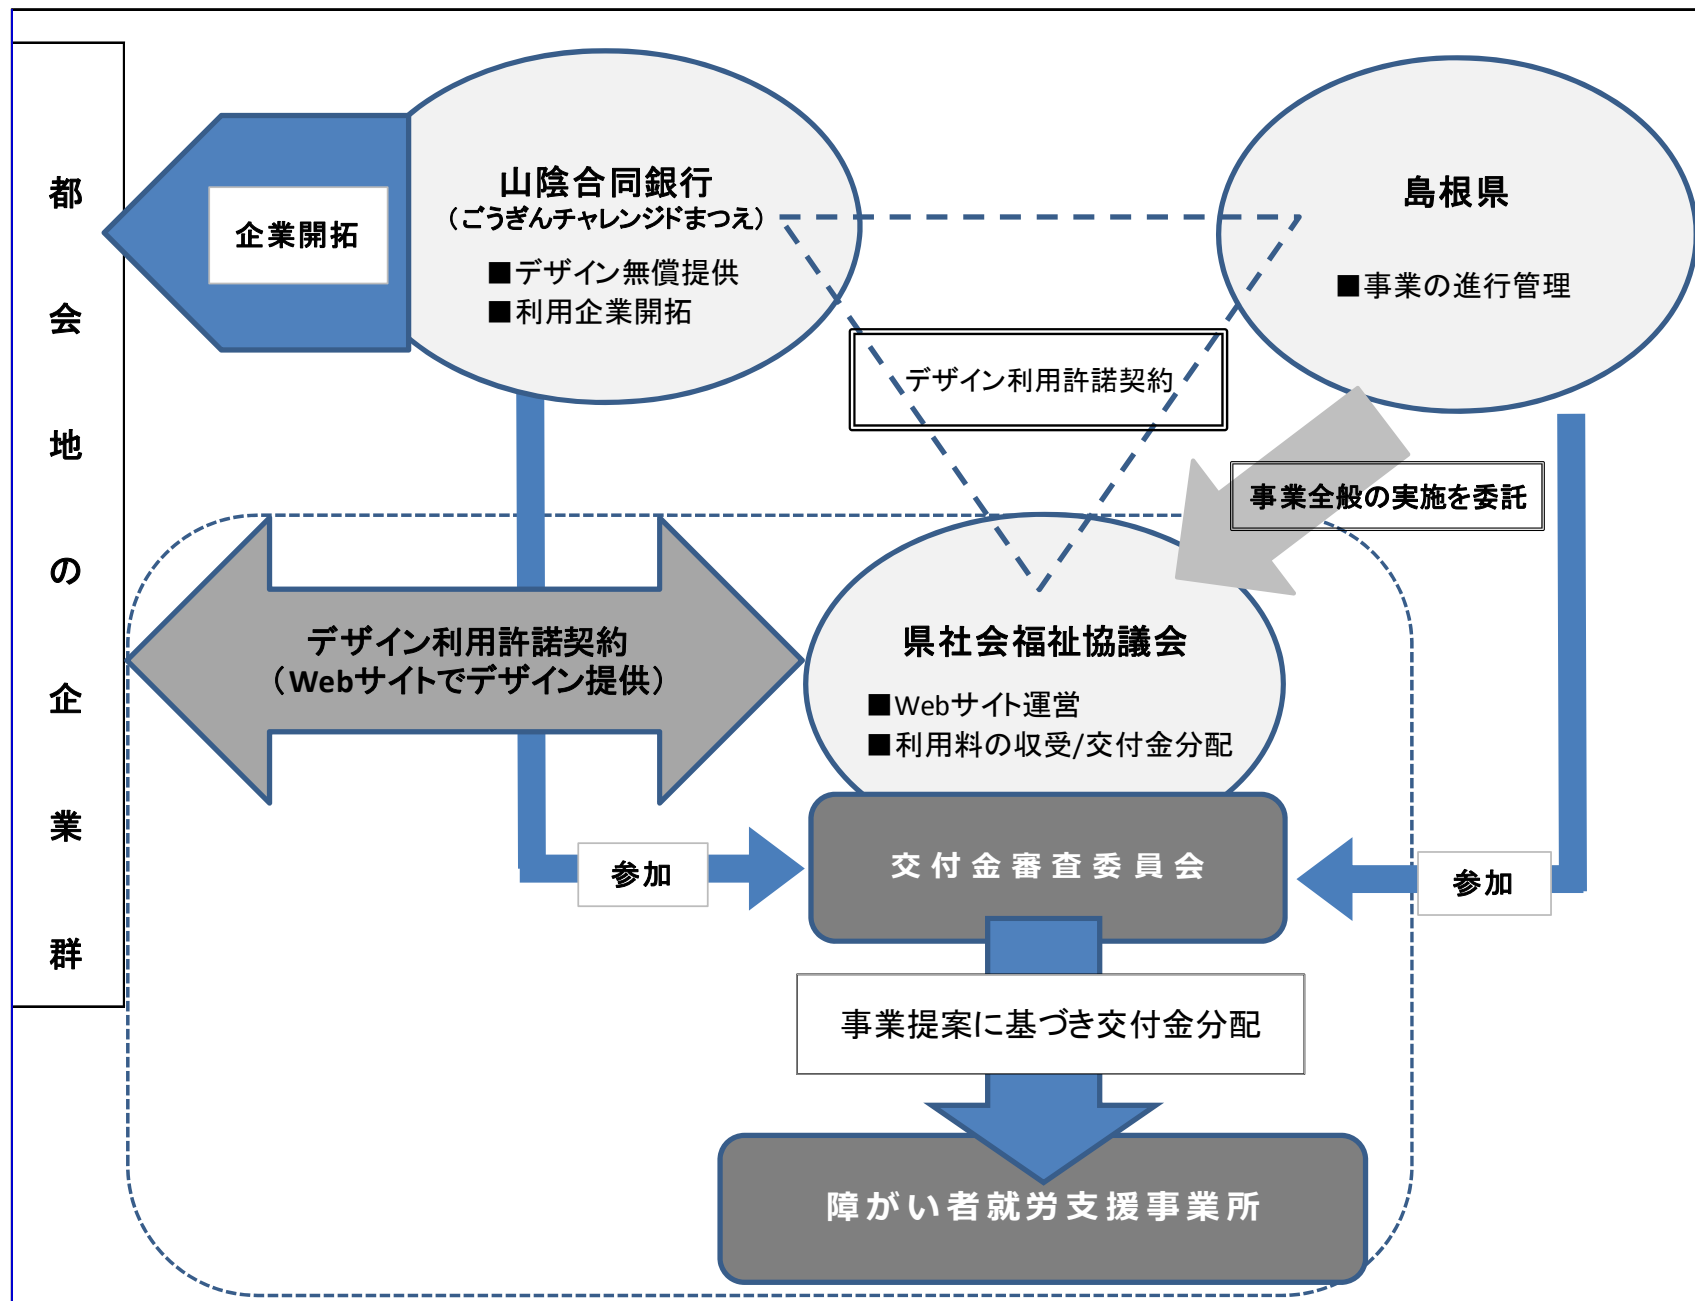 都会地の企業群
企業開拓
山陰合同銀行
（ごうぎんチャレンジドまつえ）
■デザイン無償提供
■利用企業開拓
島根県
■事業の進行管理
デザイン利用許諾契約
事業全般の実施を委託
デザイン利用許諾契約
（Webサイトでデザイン提供）
県社会福祉協議会
■Webサイト運営
■利用料の収受/交付金分配
参加
交付金審査委員会
参加
事業提案に基づき交付金分配
障がい者就労支援事業所